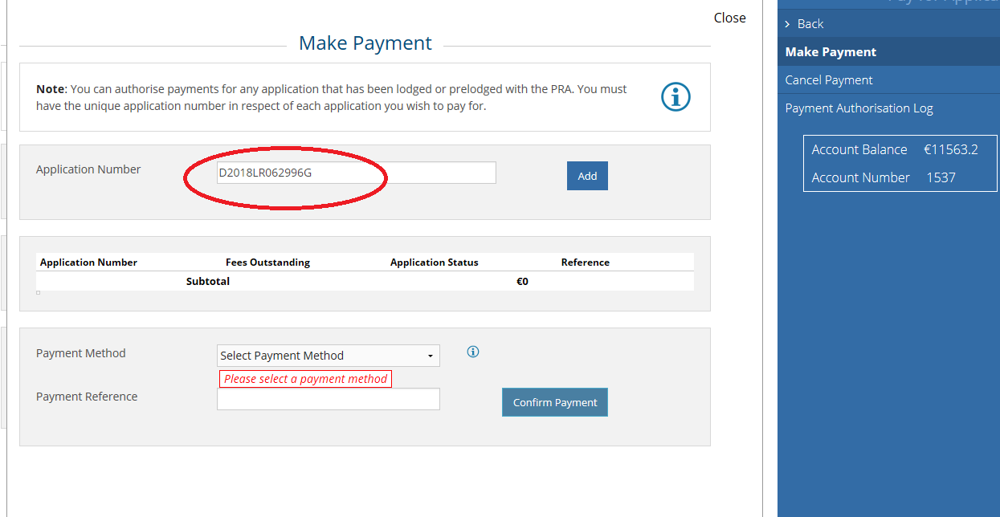 Close
Make Payment
Note: You can authorise payments for any application that has been lodged or prelodged with the PRA. You must
have the unique application number in respect of each application you wish to pay for.
Application Number
D2018LR062996G
Add
Application Number Fees Outstanding Application Status Reference
Subtotal €0
Payment Method
Select Payment Method
Please select a payment method
Payment Reference
Confirm Payment
Back
Make Payment
Cancel Payment
Payment Authorisation Log
Account Balance €11563.2
Account Number 1537